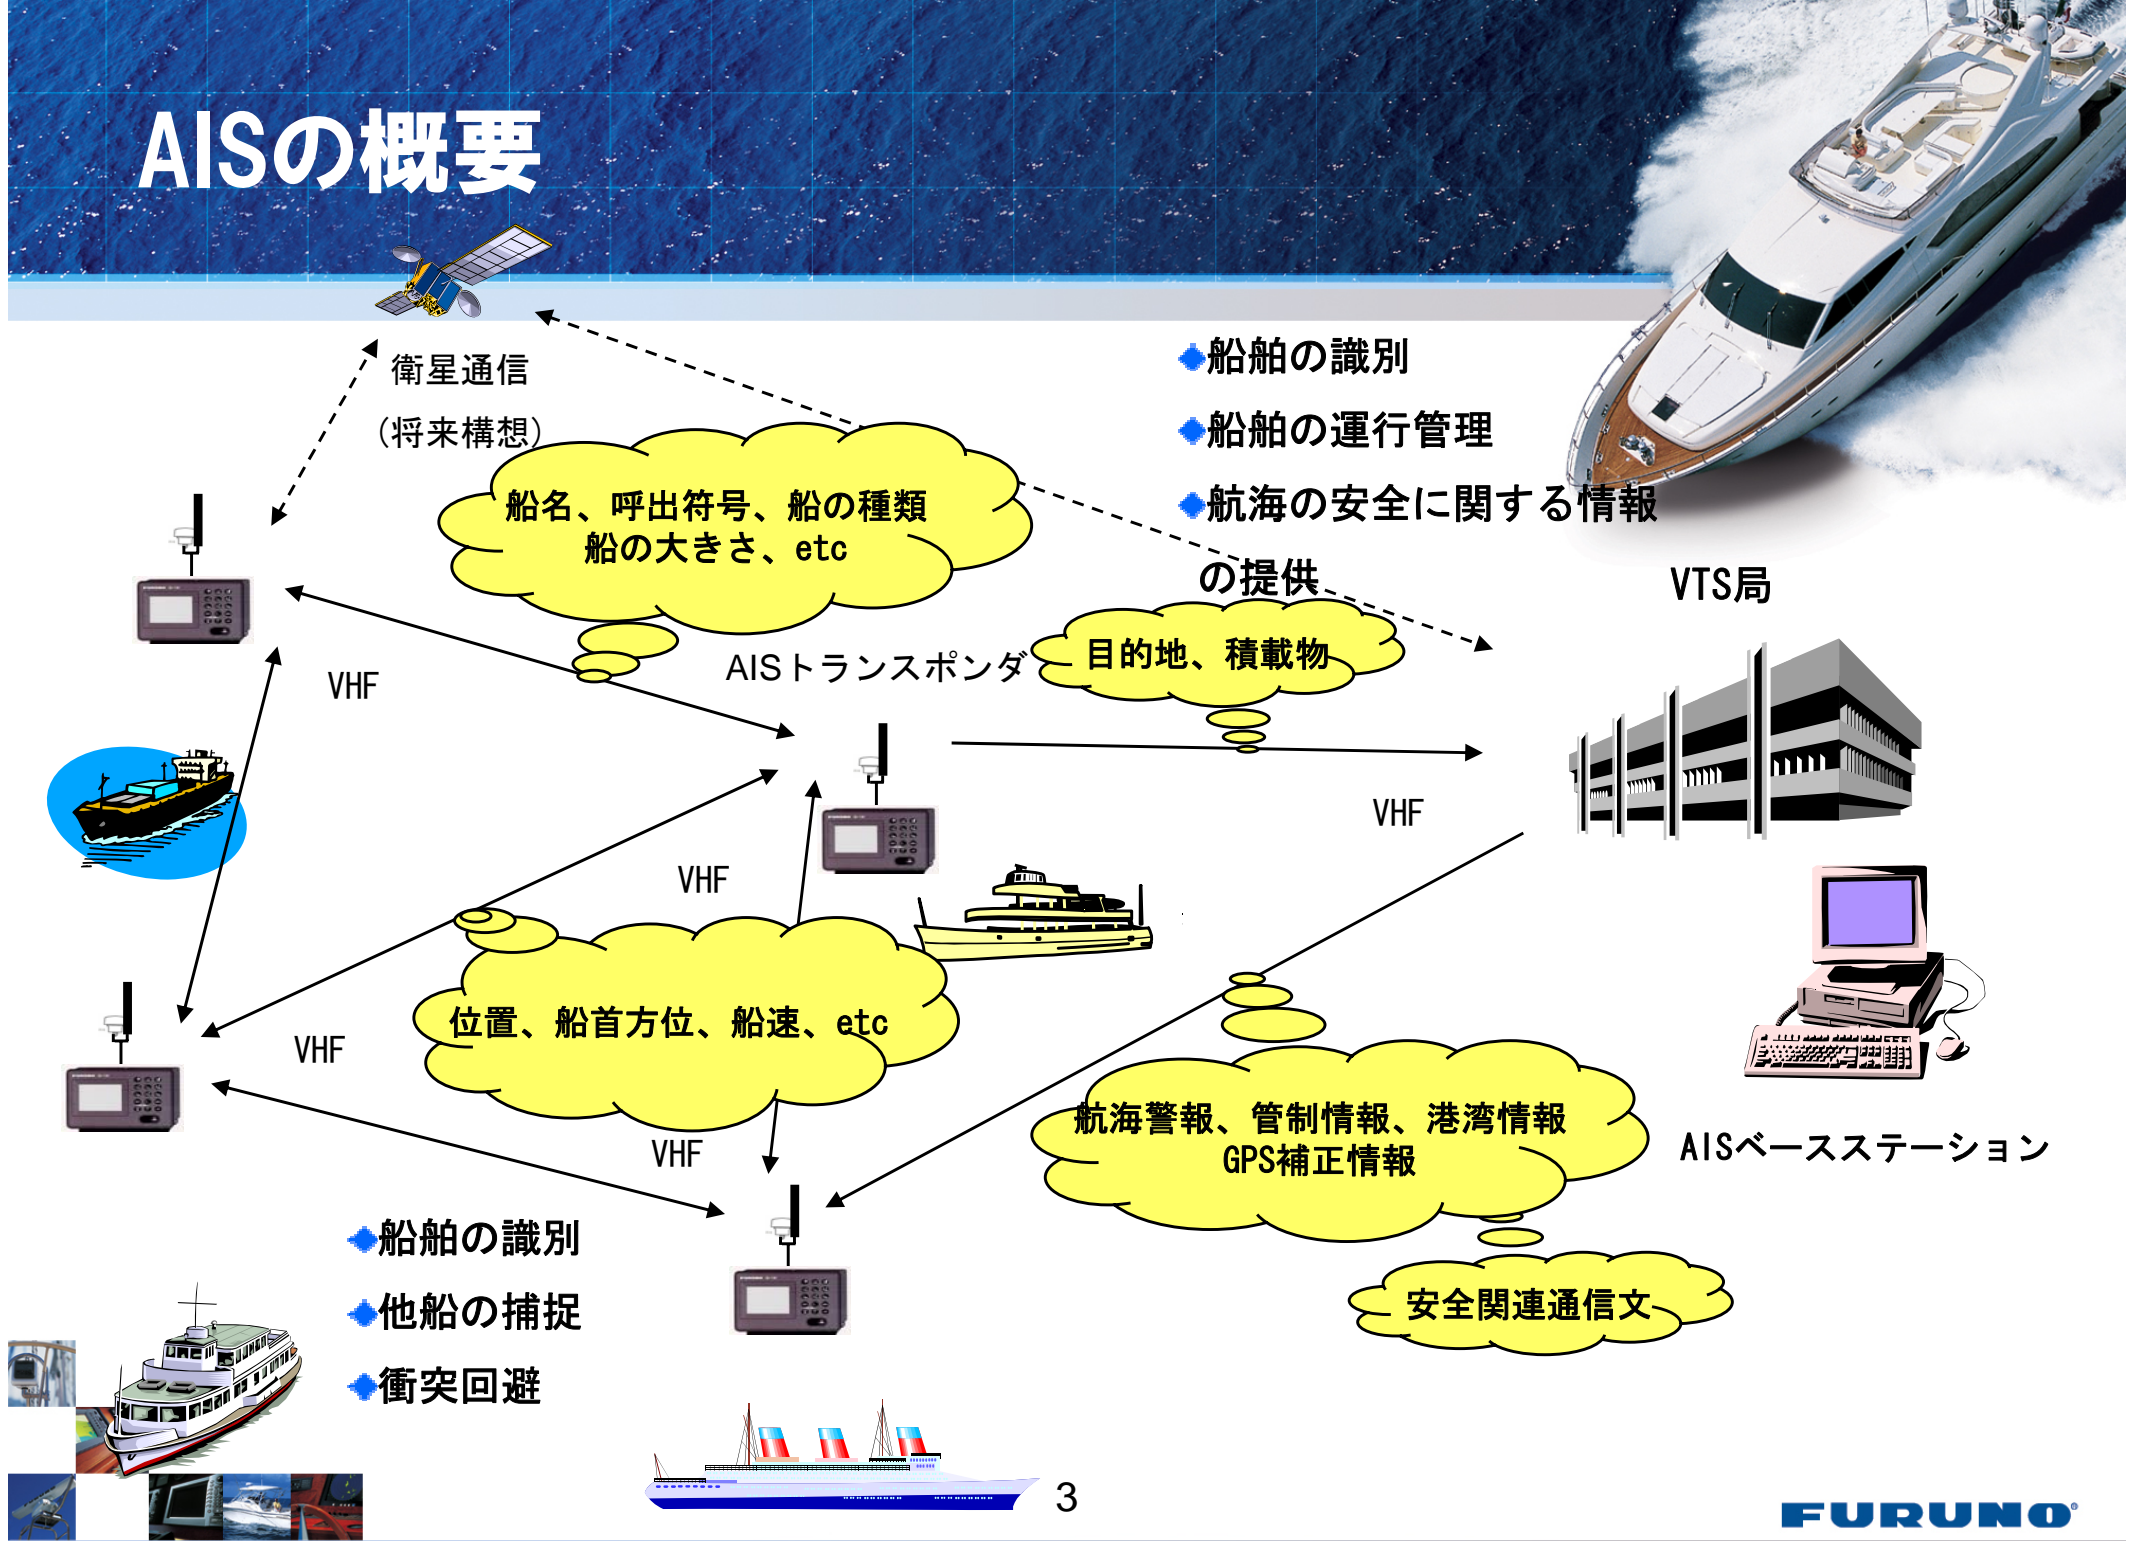 AISの概要
衛星通信
(将来構想)
◆船舶の識別
◆船舶の運行管理
◆航海の安全に関する情報
の提供
船名、呼出符号、船の種類
船の大きさ、etc
VTS局
目的地、積載物
AISトランスポンダ
VHF
VHF
VHF
位置、船首方位、船速、etc
VHF
航海警報、管制情報、港湾情報
GPS補正情報
AISベースステーション
VHF
安全関連通信文
◆船舶の識別
◆他船の捕捉
◆衝突回避
3
FURUNO®